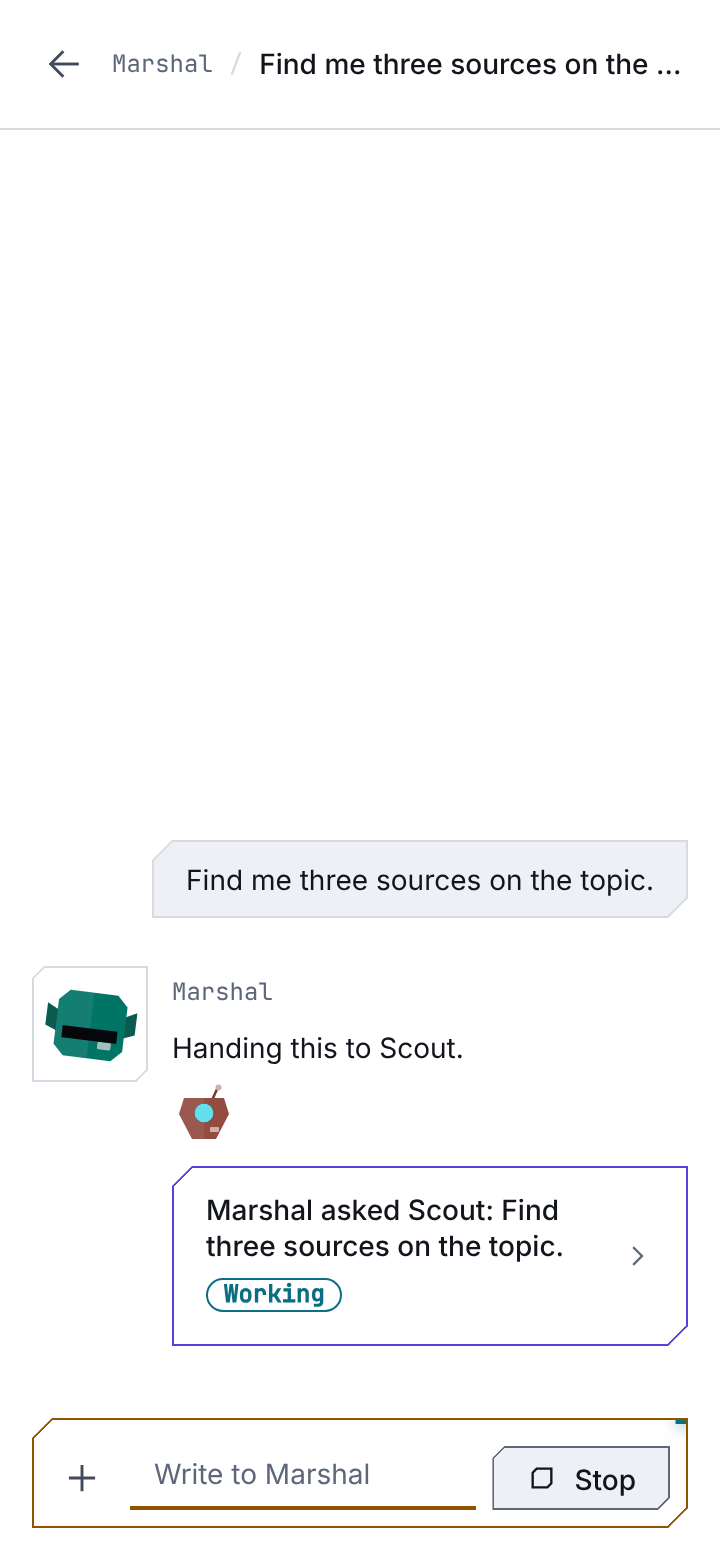 Marshal / Find me three sources on the ...
Find me three sources on the topic.
Marshal
Handing this to Scout.
Marshal asked Scout: Find
three sources on the topic.
Working
Write to Marshal
Stop